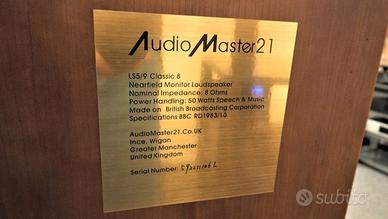 AudioMaster21
LS5/9 Classic 8
Nearfield Monitor Loudspeaker
Nominal Impedance: 8 Ohms
Power Handling: 50 Watts Speech & Music
Made on British Broadcasting Corporation
Specifications BBC RD1983/10
AudioMaster21.Co.UK
Ince, Wigan
Greater Manchester
United Kingdom
Serial Number:
subito